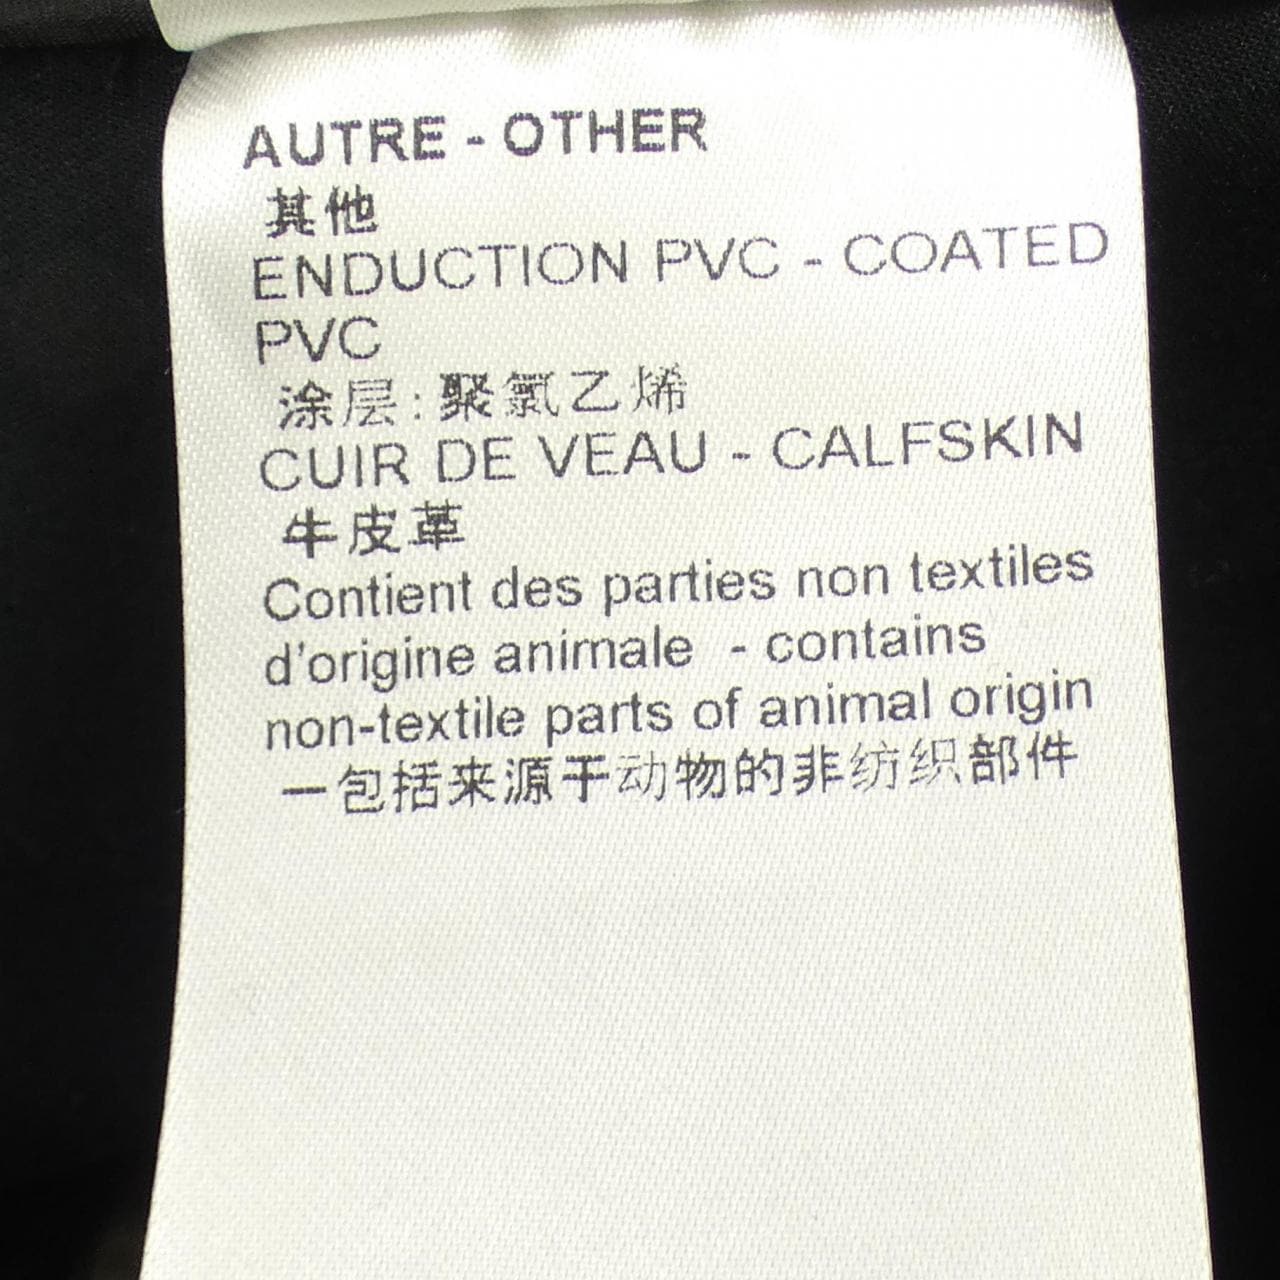 AUTRE - OTHER
其他
ENDUCTION PVC - COATED
PVC
涂层: 聚氯乙烯
CUIR DE VEAU - CALFSKIN
牛皮革
Contient des parties non textiles
d'origine animale - contains
non-textile parts of animal origin
一包括来源于动物的非纺织部件